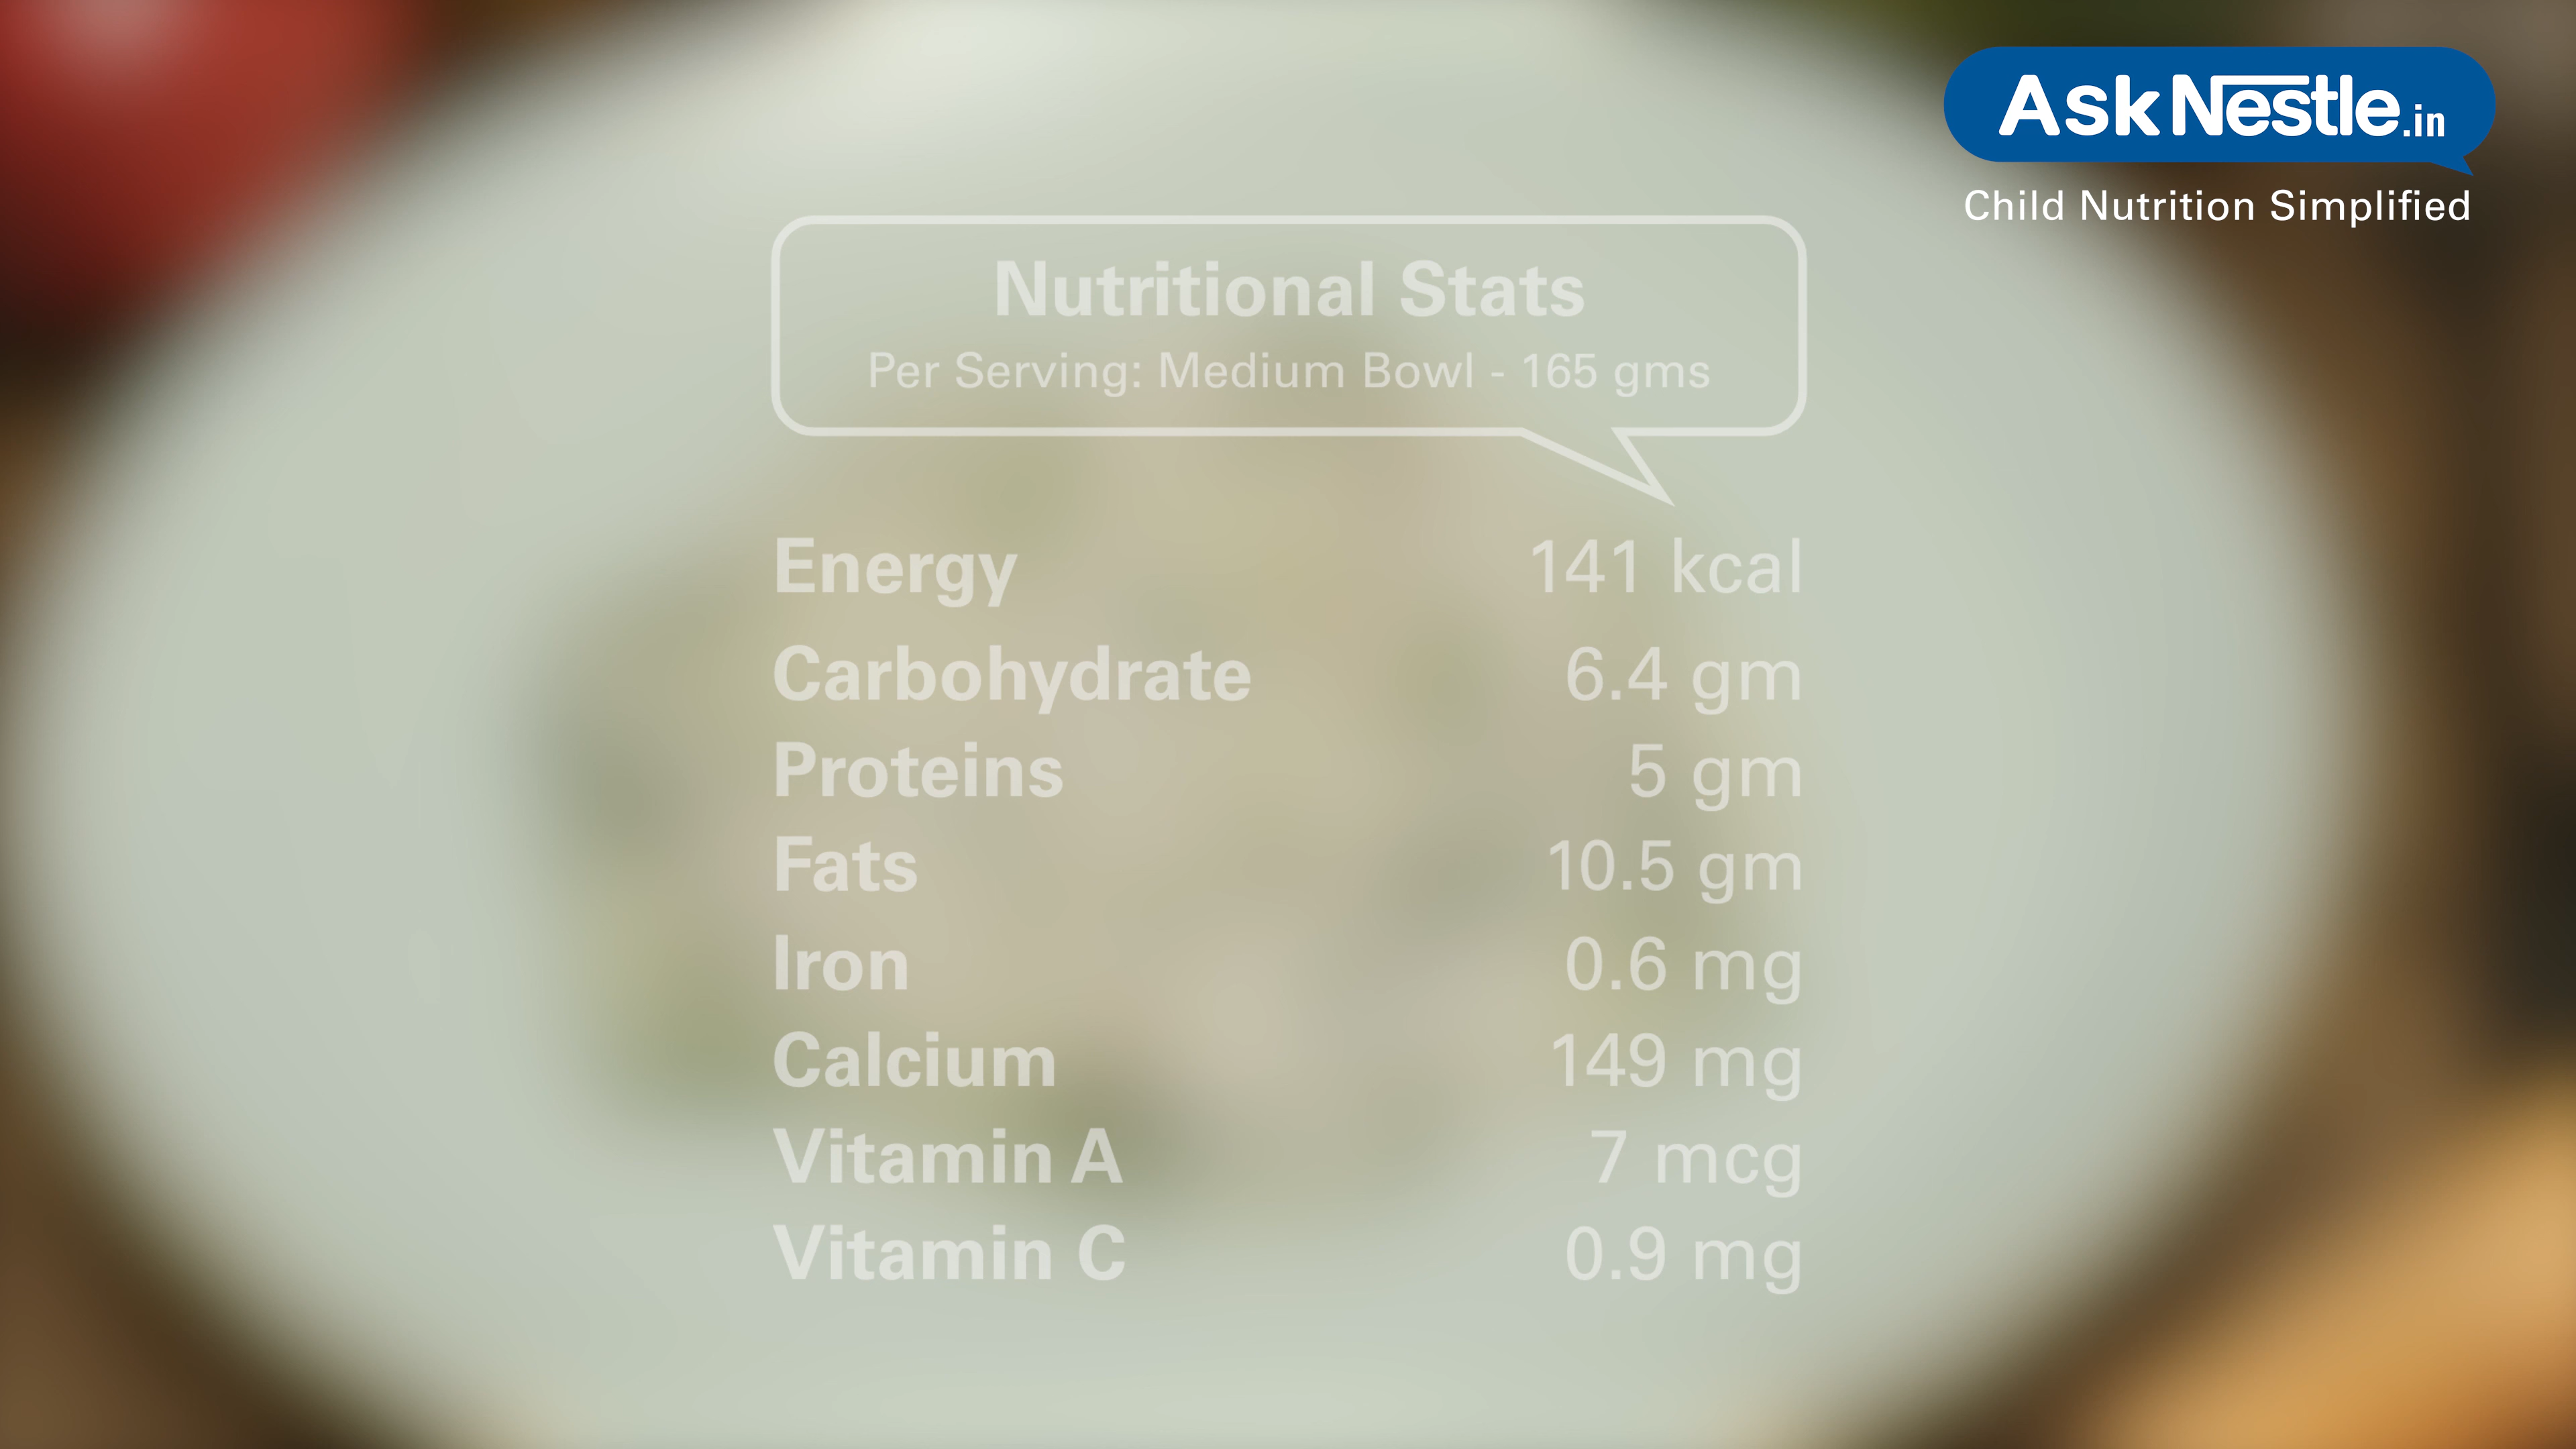 AskNestle.in
Child Nutrition Simplified
Nutritional Stats
Per Serving: Medium Bowl - 165 gms
Energy 141 kcal
Carbohydrate 6.4 gm
Proteins 5 gm
Fats 10.5 gm
Iron 0.6 mg
Calcium 149 mg
Vitamin A 7 mcg
Vitamin C 0.9 mg